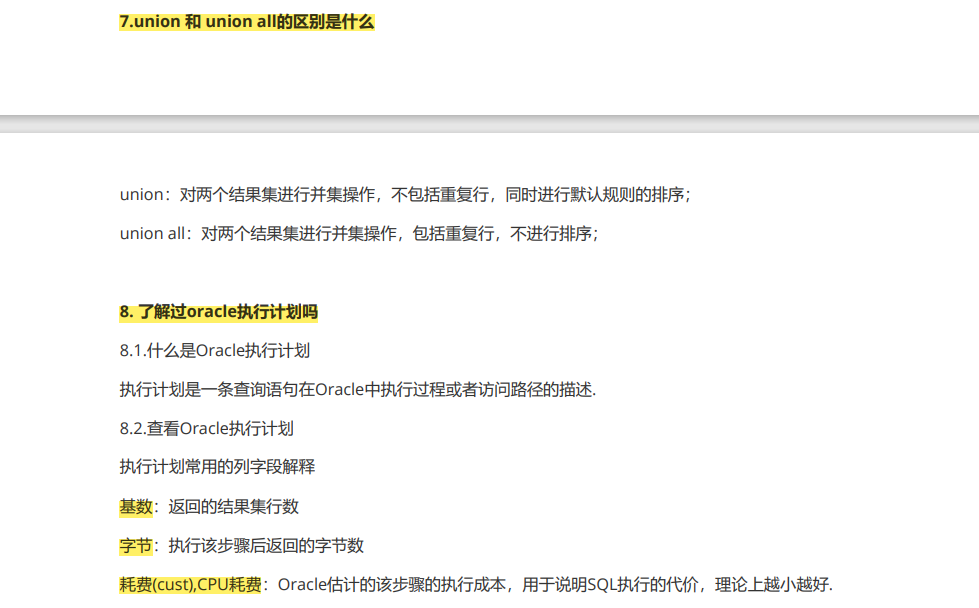 7.union 和 union all的区别是什么
union：对两个结果集进行并集操作，不包括重复行，同时进行默认规则的排序；
union all：对两个结果集进行并集操作，包括重复行，不进行排序；
8. 了解过oracle执行计划吗
8.1.什么是Oracle执行计划
执行计划是一条查询语句在Oracle中执行过程或者访问路径的描述.
8.2.查看Oracle执行计划
执行计划常用的列字段解释
基数：返回的结果集行数
字节：执行该步骤后返回的字节数
耗费(cust),CPU耗费：Oracle估计的该步骤的执行成本，用于说明SQL执行的代价，理论上越小越好.